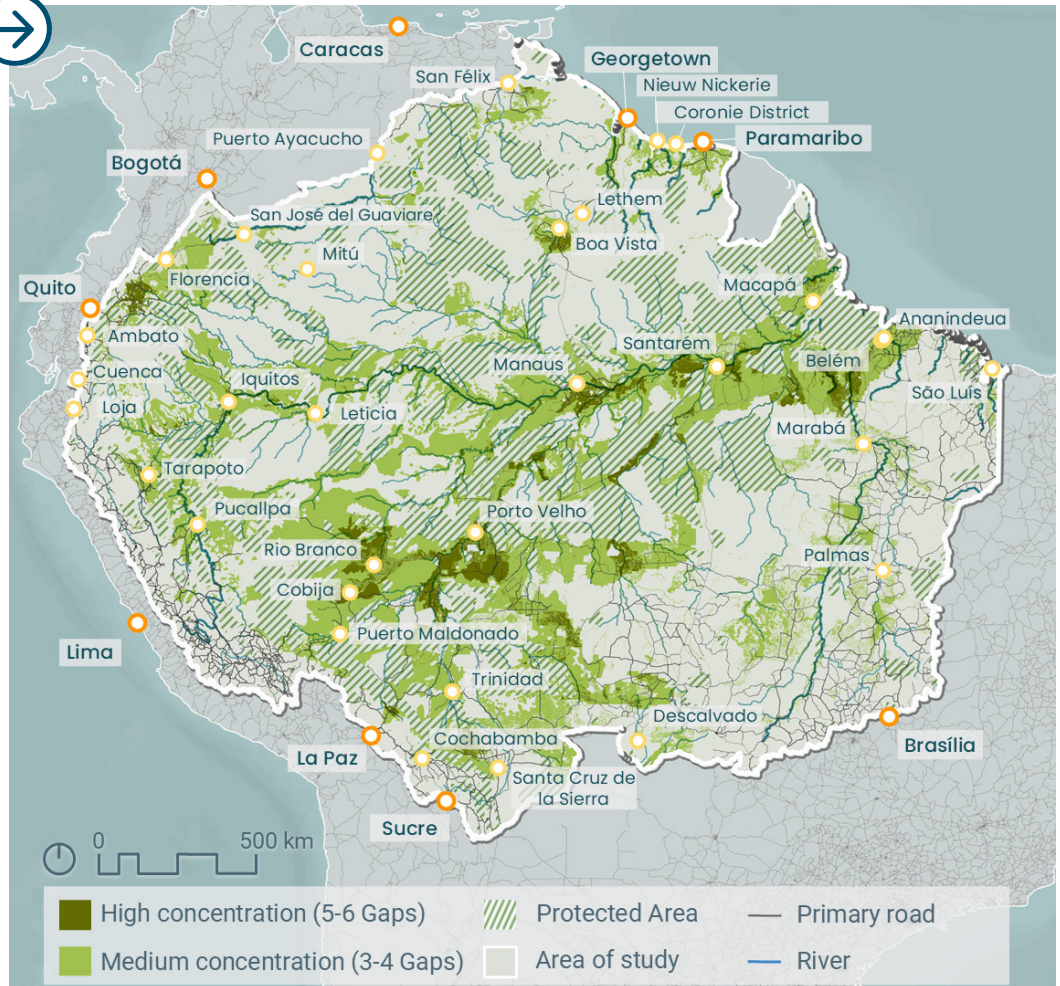 Caracas
Georgetown
San Félix
Nieuw Nickerie
Coronie District
Puerto Ayacucho
Paramaribo
Bogotá
Lethem
San José del Guaviare
Boa Vista
Mitú
Florencia
Macapá
Quito
Ananindeua
Ambato
Santarém
Manaus
Belém
Cuenca
Iquitos
São Luís
Loja
Leticia
Marabá
Tarapoto
Pucallpa
Porto Velho
Rio Branco
Palmas
Cobija
Puerto Maldonado
Lima
Trinidad
Descalvado
Cochabamba
Brasília
La Paz
Santa Cruz de
la Sierra
Sucre
0 500 km
High concentration (5-6 Gaps)
Protected Area
Primary road
Medium concentration (3-4 Gaps)
Area of study
River